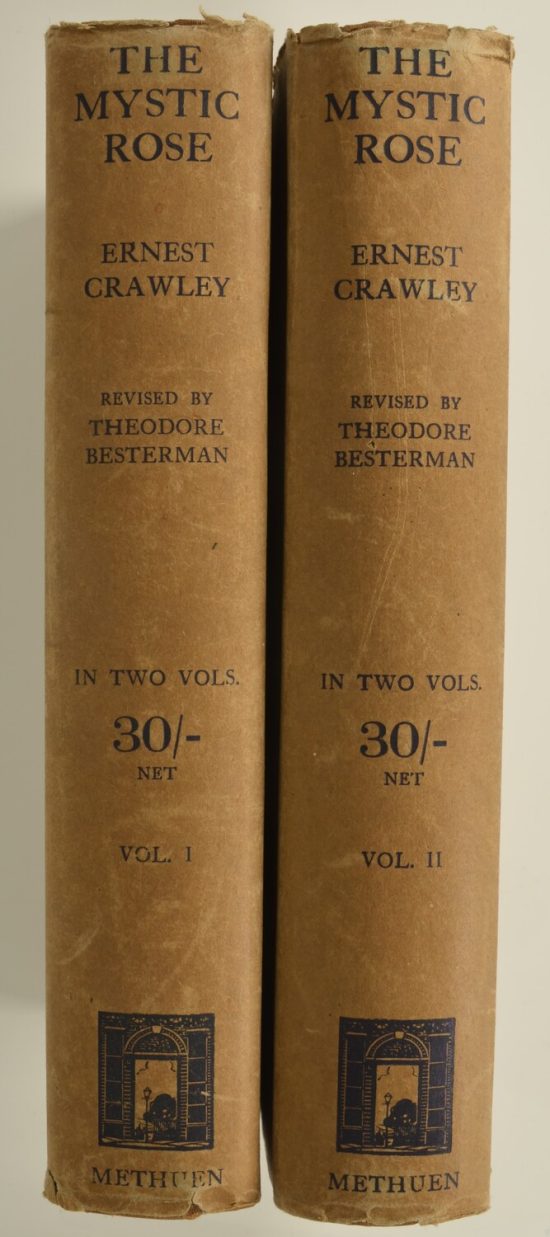 THE
MYSTIC
ROSE
ERNEST
CRAWLEY
REVISED BY
THEODORE
BESTERMAN
IN TWO VOLS.
30/-
NET
VOL. I
METHUEN
THE
MYSTIC
ROSE
ERNEST
CRAWLEY
REVISED BY
THEODORE
BESTERMAN
IN TWO VOLS.
30/-
NET
VOL. II
METHUEN